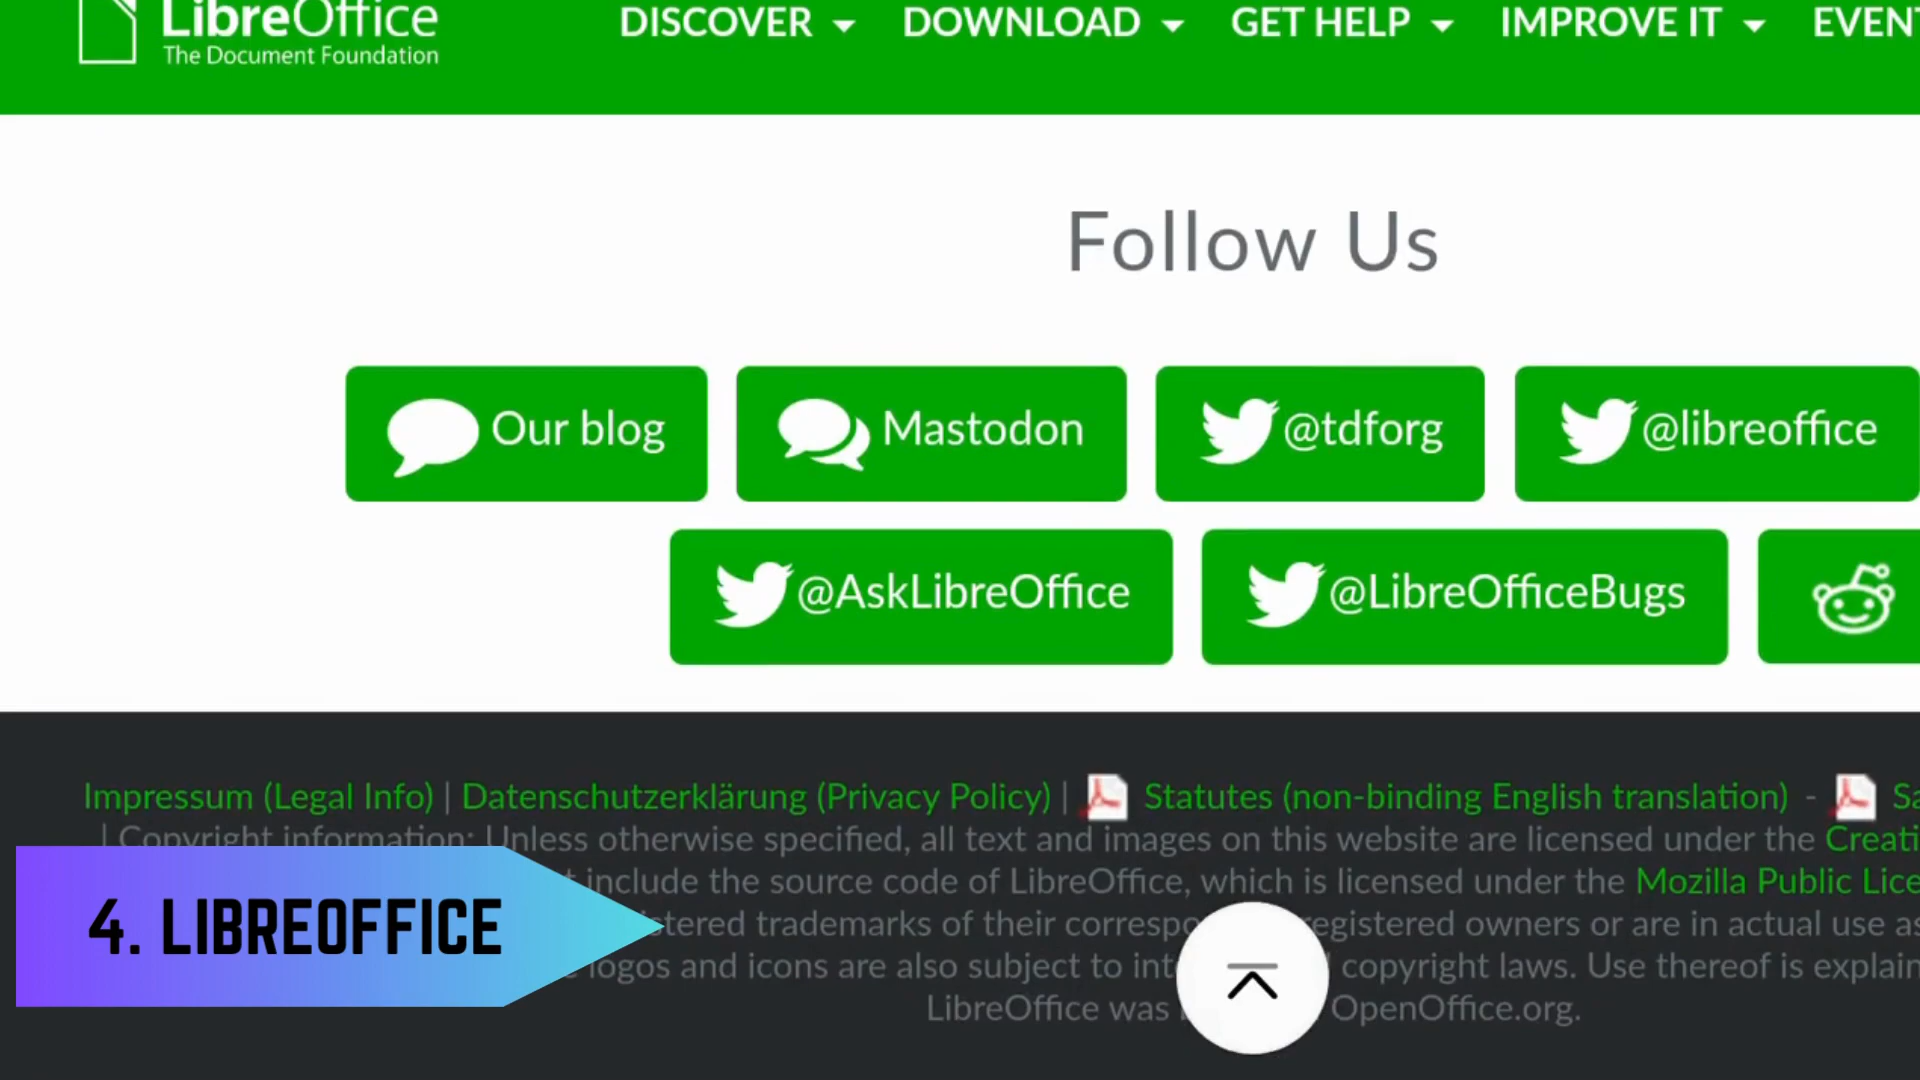 LibreOffice
The Document Foundation
DISCOVER DOWNLOAD GET HELP IMPROVE IT
Follow Us
Our blog Mastodon @tdforg @libreoffice
@AskLibreOffice @LibreOfficeBugs
Impressum (Legal Info) | Datenschutzerklärung (Privacy Policy) | Statutes (non-binding English translation) -
| Copyright information: Unless otherwise specified, all text and images on this website are licensed under the
include the source code of LibreOffice, which is licensed under the Mozilla Public
trademarks of their registered owners or are in actual use
logos and icons are also subject to copyright laws. Use thereof is
LibreOffice was OpenOffice.org.
4. LIBREOFFICE